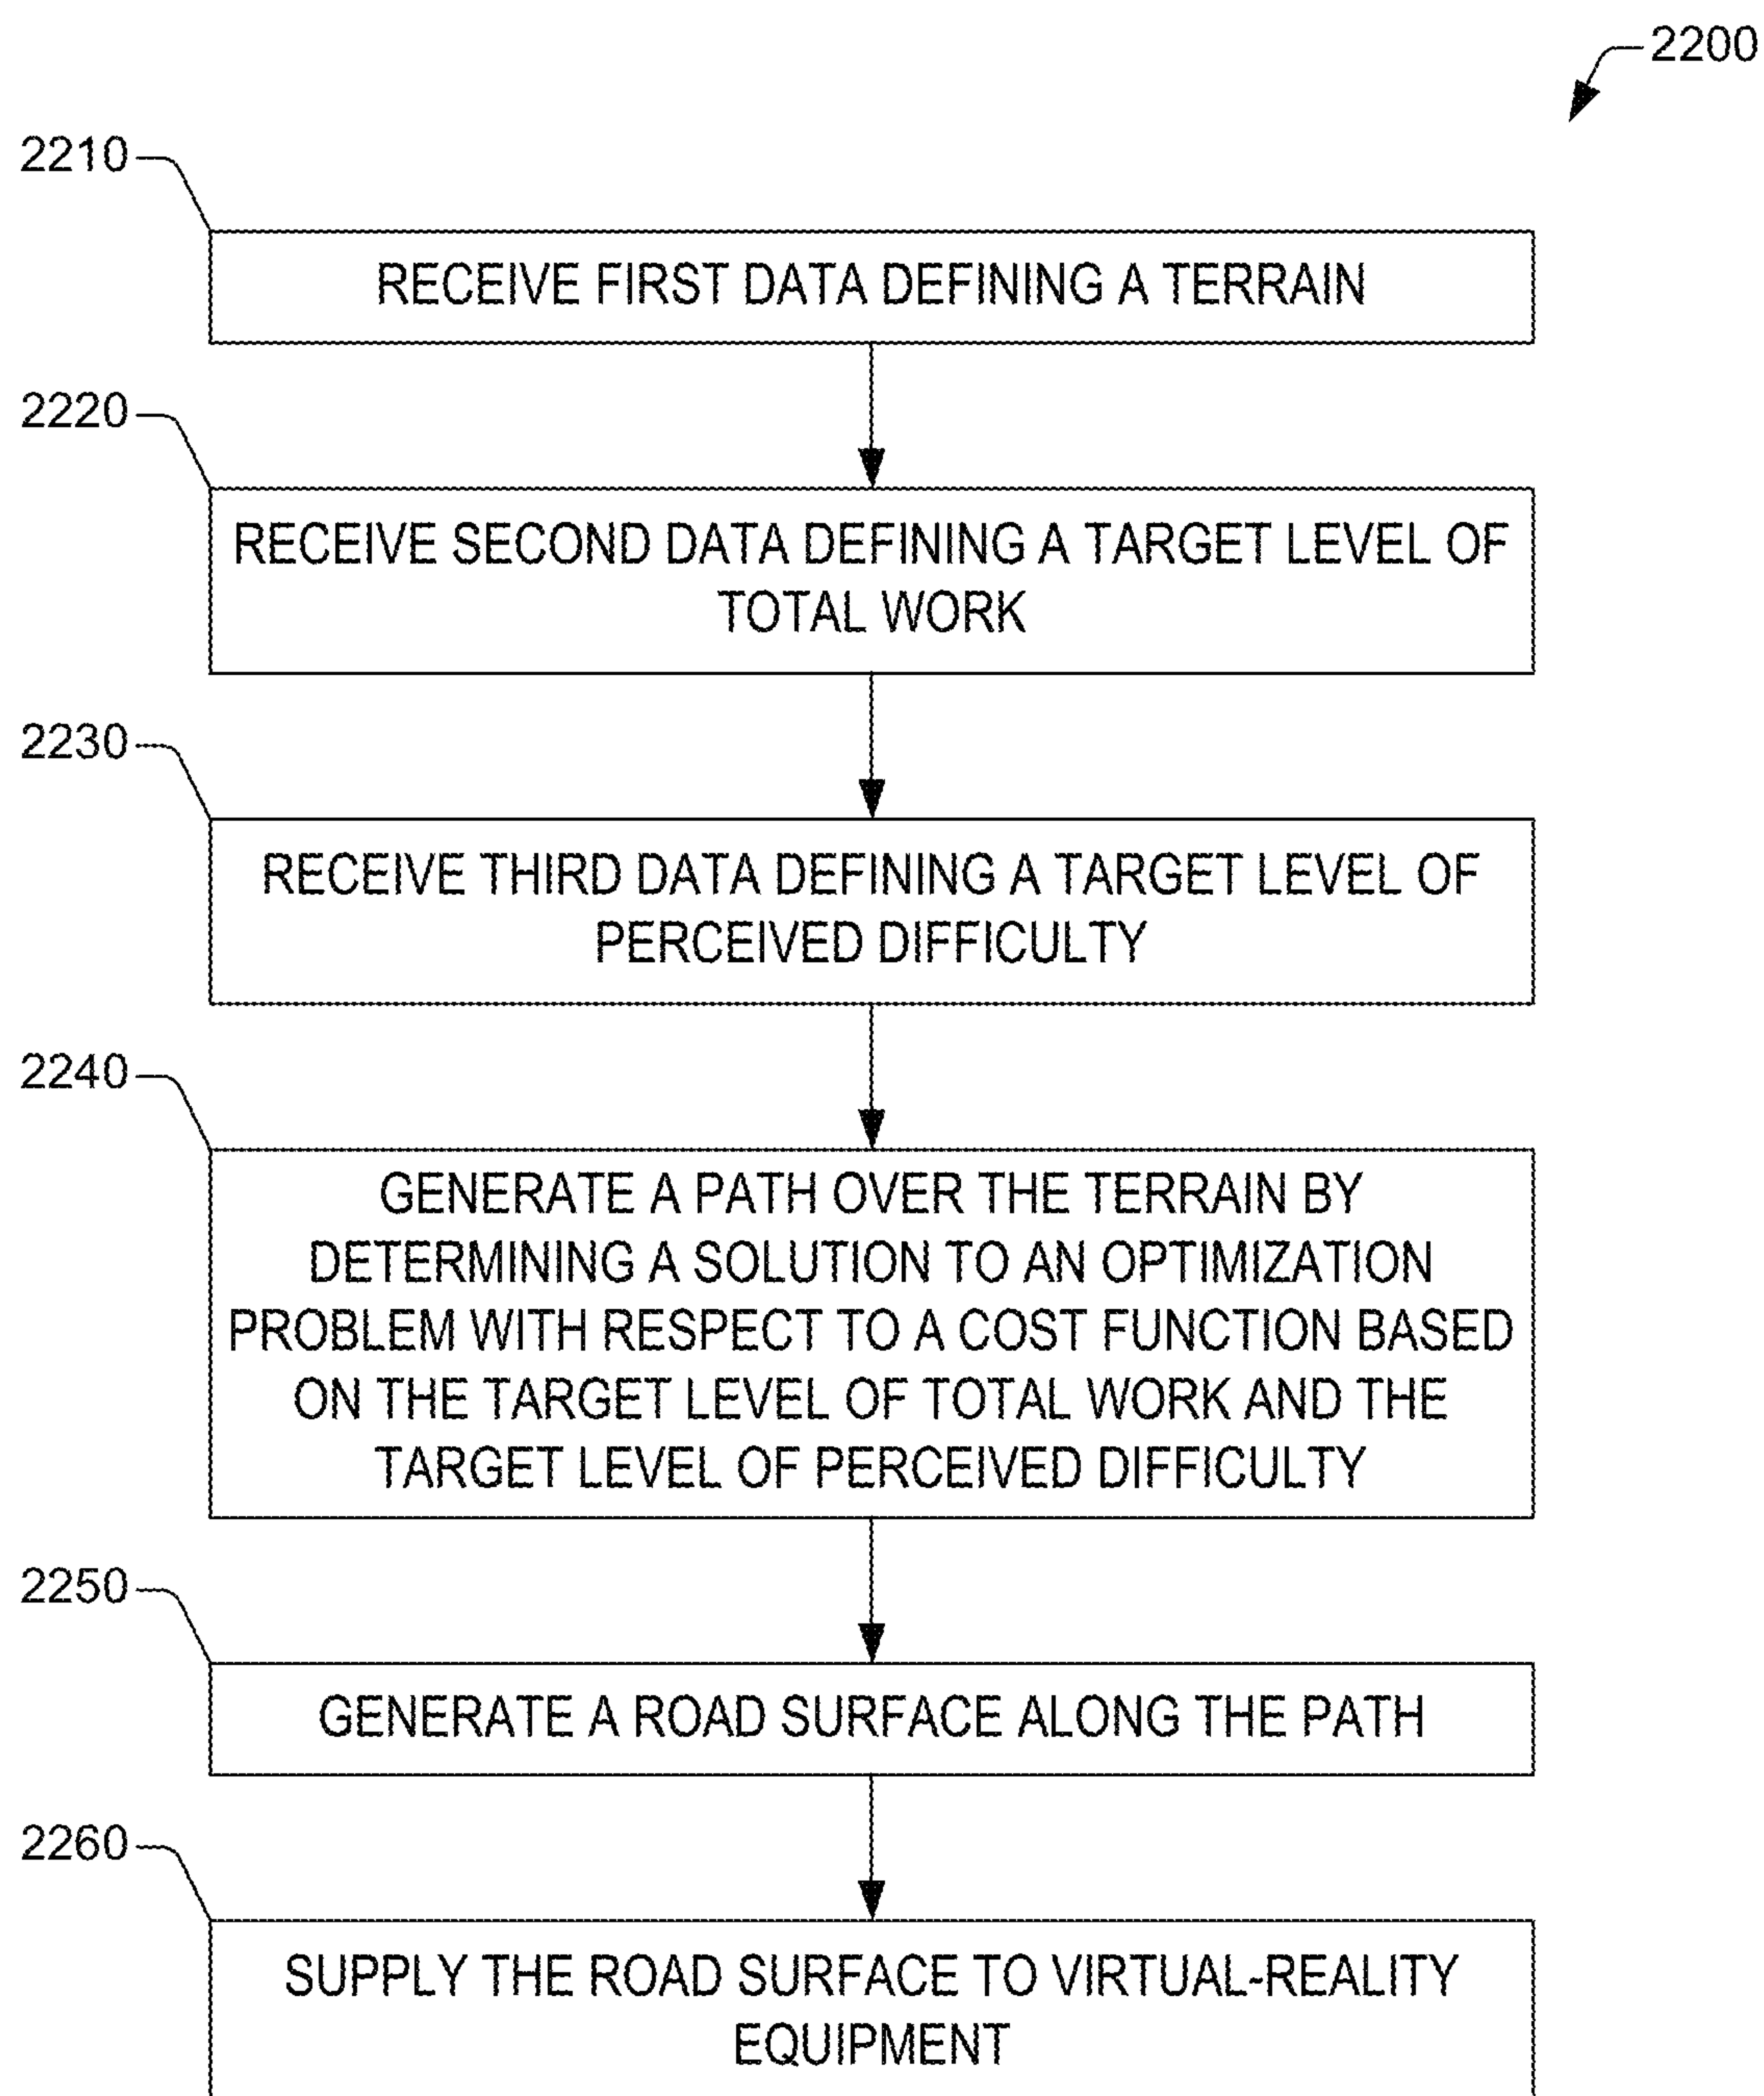 2200
2210
RECEIVE FIRST DATA DEFINING A TERRAIN
2220
RECEIVE SECOND DATA DEFINING A TARGET LEVEL OF
TOTAL WORK
2230
RECEIVE THIRD DATA DEFINING A TARGET LEVEL OF
PERCEIVED DIFFICULTY
2240
GENERATE A PATH OVER THE TERRAIN BY
DETERMINING A SOLUTION TO AN OPTIMIZATION
PROBLEM WITH RESPECT TO A COST FUNCTION BASED
ON THE TARGET LEVEL OF TOTAL WORK AND THE
TARGET LEVEL OF PERCEIVED DIFFICULTY
2250
GENERATE A ROAD SURFACE ALONG THE PATH
2260
SUPPLY THE ROAD SURFACE TO VIRTUAL-REALITY
EQUIPMENT